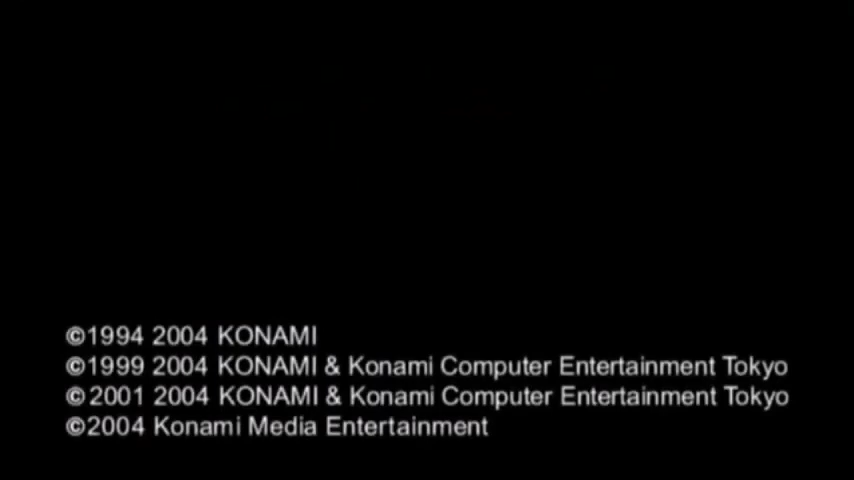 ©1994 2004 KONAMI
©1999 2004 KONAMI & Konami Computer Entertainment Tokyo
©2001 2004 KONAMI & Konami Computer Entertainment Tokyo
©2004 Konami Media Entertainment